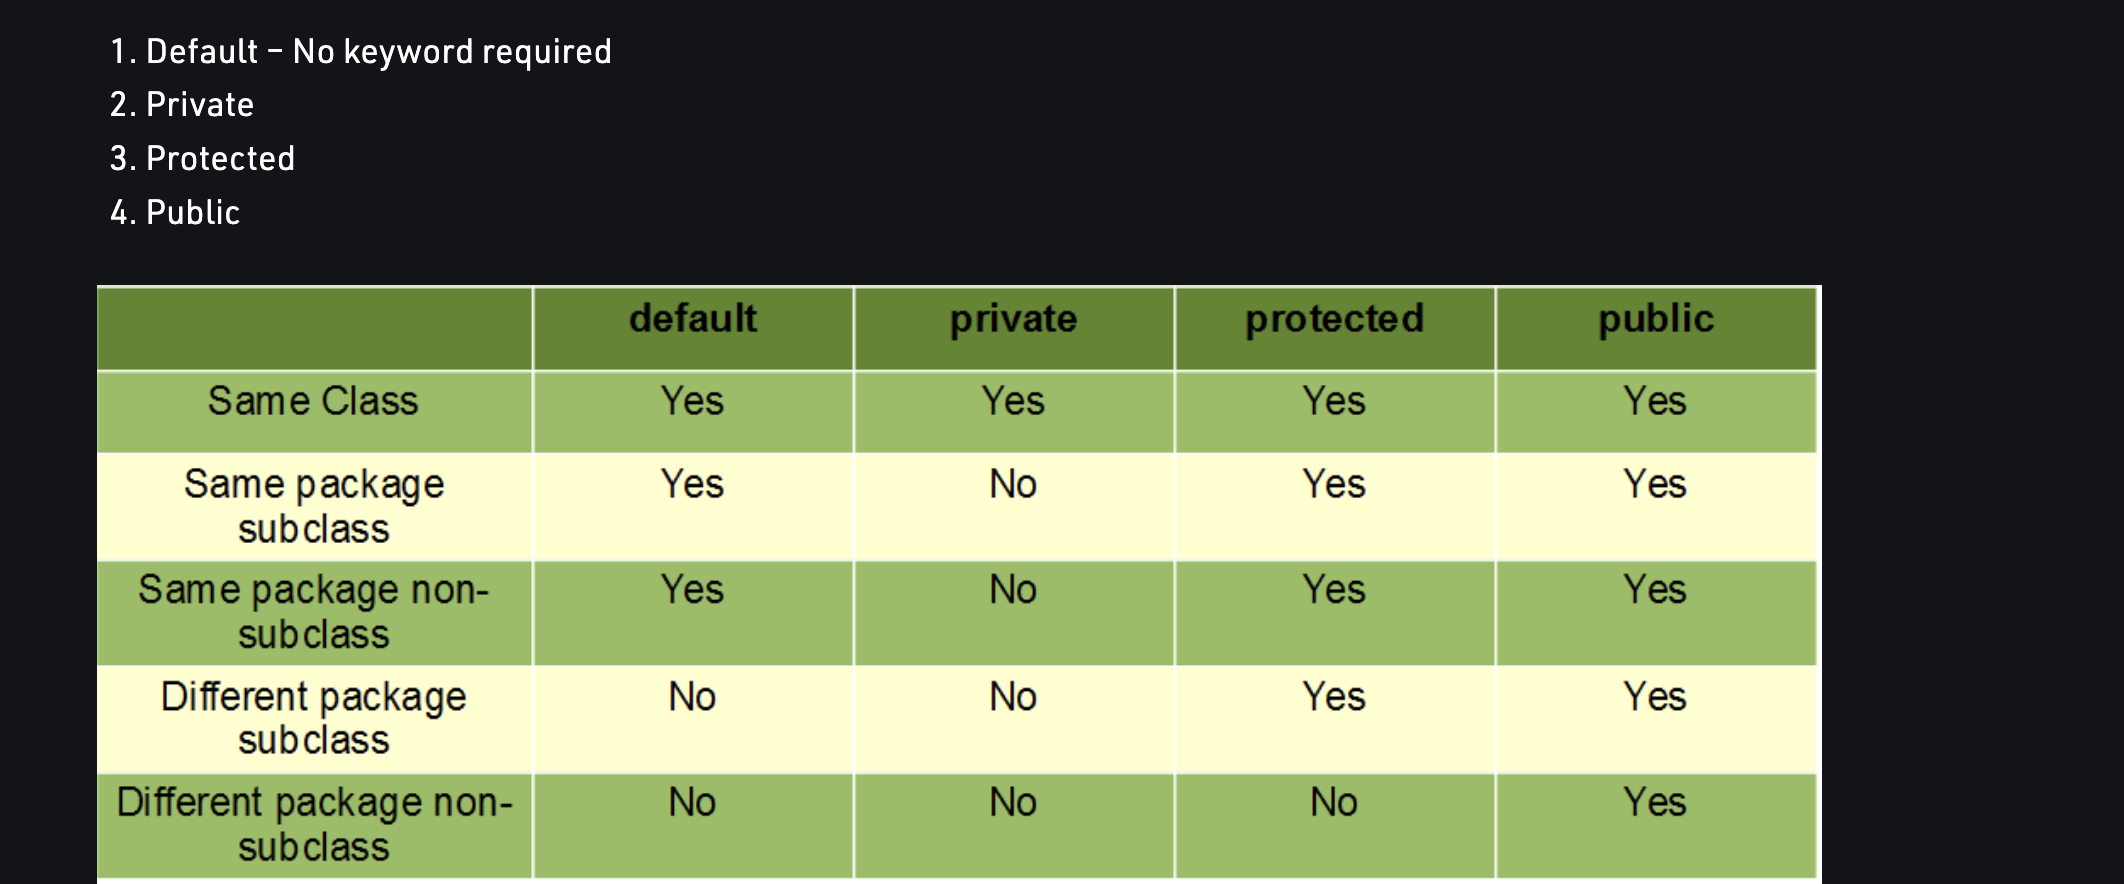 1. Default – No keyword required
2. Private
3. Protected
4. Public
default private protected public
Same Class Yes Yes Yes Yes
Same package
subclass Yes No Yes Yes
Same package non-
subclass Yes No Yes Yes
Different package
subclass No No Yes Yes
Different package non-
subclass No No No Yes